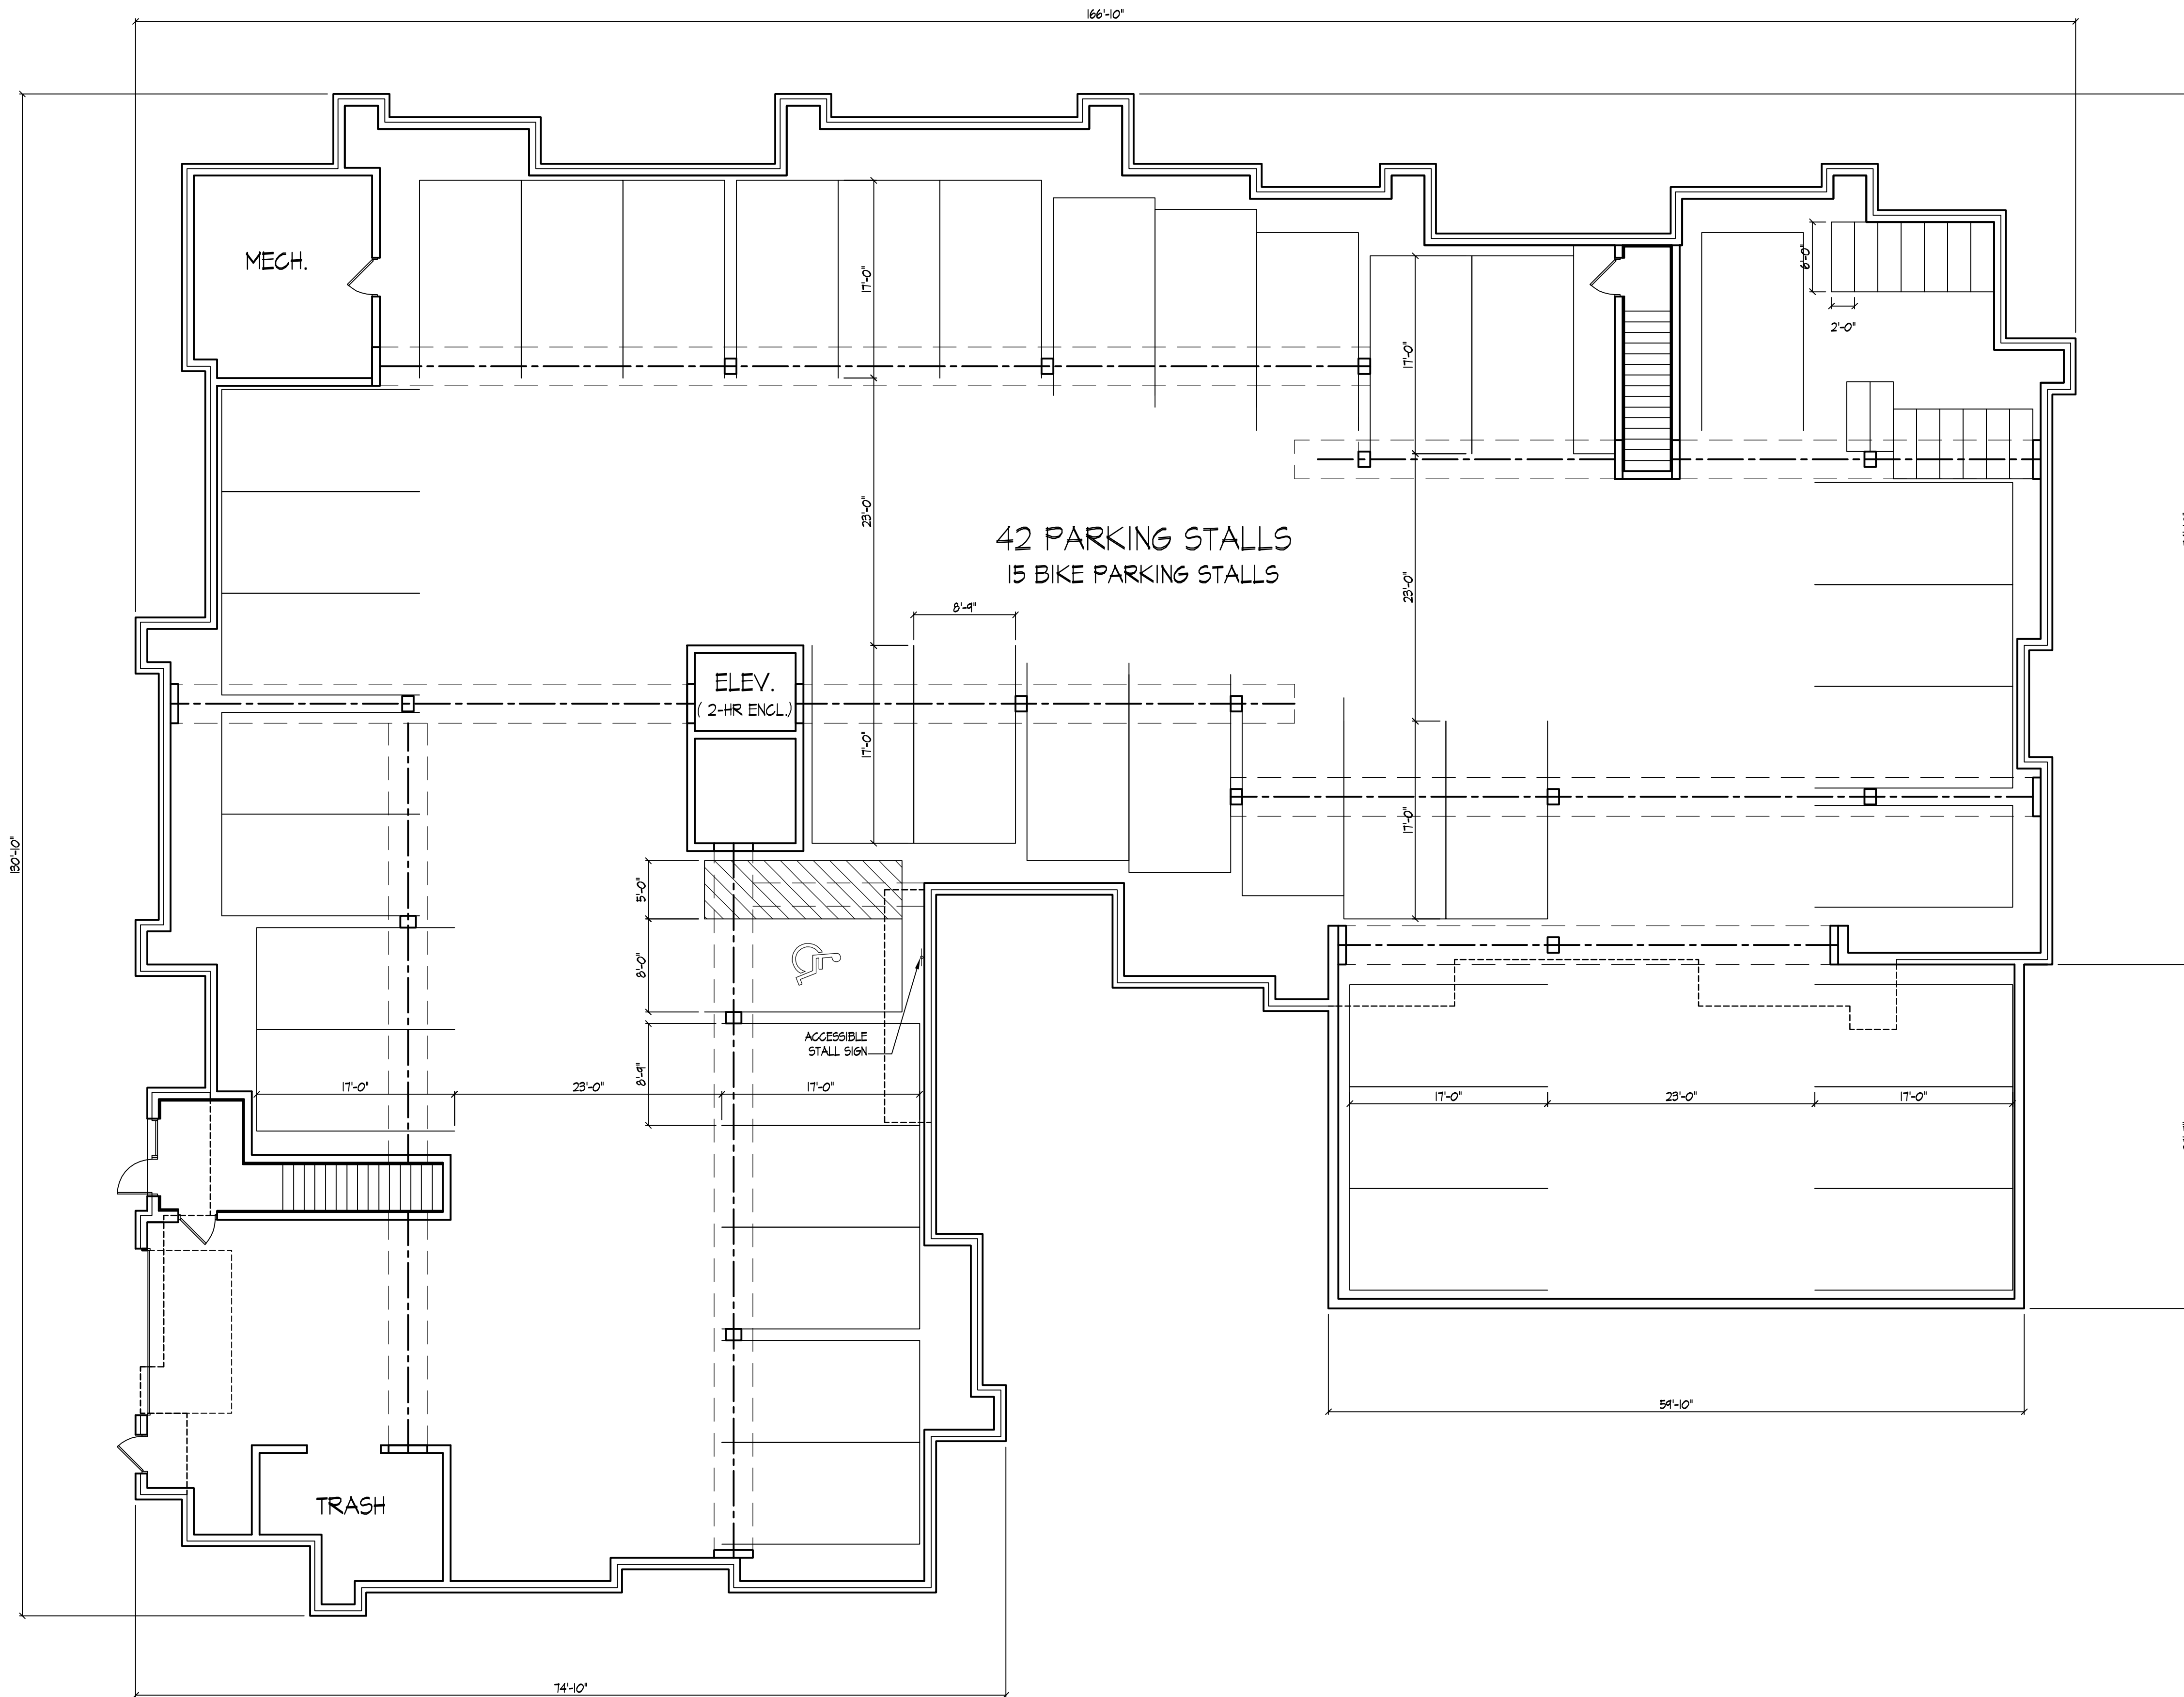 166'-10"
MECH.
17'-0"
6'-0"
2'-0"
17'-0"
23'-0"
42 PARKING STALLS
15 BIKE PARKING STALLS
23'-0"
8'-9"
ELEV.
( 2-HR ENCL.)
17'-0"
17'-0"
130'-10"
5'-0"
8'-0"
ACCESSIBLE
STALL SIGN
8'-9"
17'-0"
23'-0"
17'-0"
17'-0"
23'-0"
17'-0"
59'-10"
TRASH
74'-10"